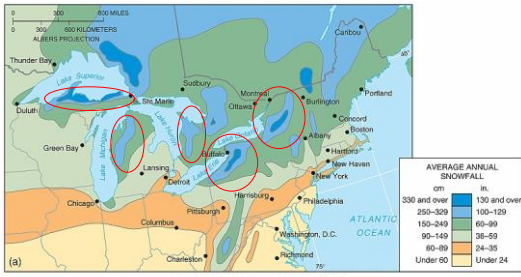 0 300 600 MILES
0 300 600 KILOMETERS
ALBERS PROJECTION
Caribou
Thunder Bay
45°
Lake Superior
Sudbury
Montreal
Portland
Duluth
S. Ste. Marie
Ottawa
Burlington
Lake Huron
Concord
Boston
Green Bay
Lake Michigan
Lake Ontario
Albany
Buffalo
Hartford
Lansing
New Haven
Detroit
Lake Erie
New York
Chicago
Harrisburg
Pittsburgh
Philadelphia
Columbus
ATLANTIC
OCEAN
Washington, D.C.
Charleston
Richmond
(a)
75°
AVERAGE ANNUAL
SNOWFALL
cm in.
330 and over 130 and over
250–329 100–129
150–249 60–99
90–149 36–59
60–89 24–35
Under 60 Under 24